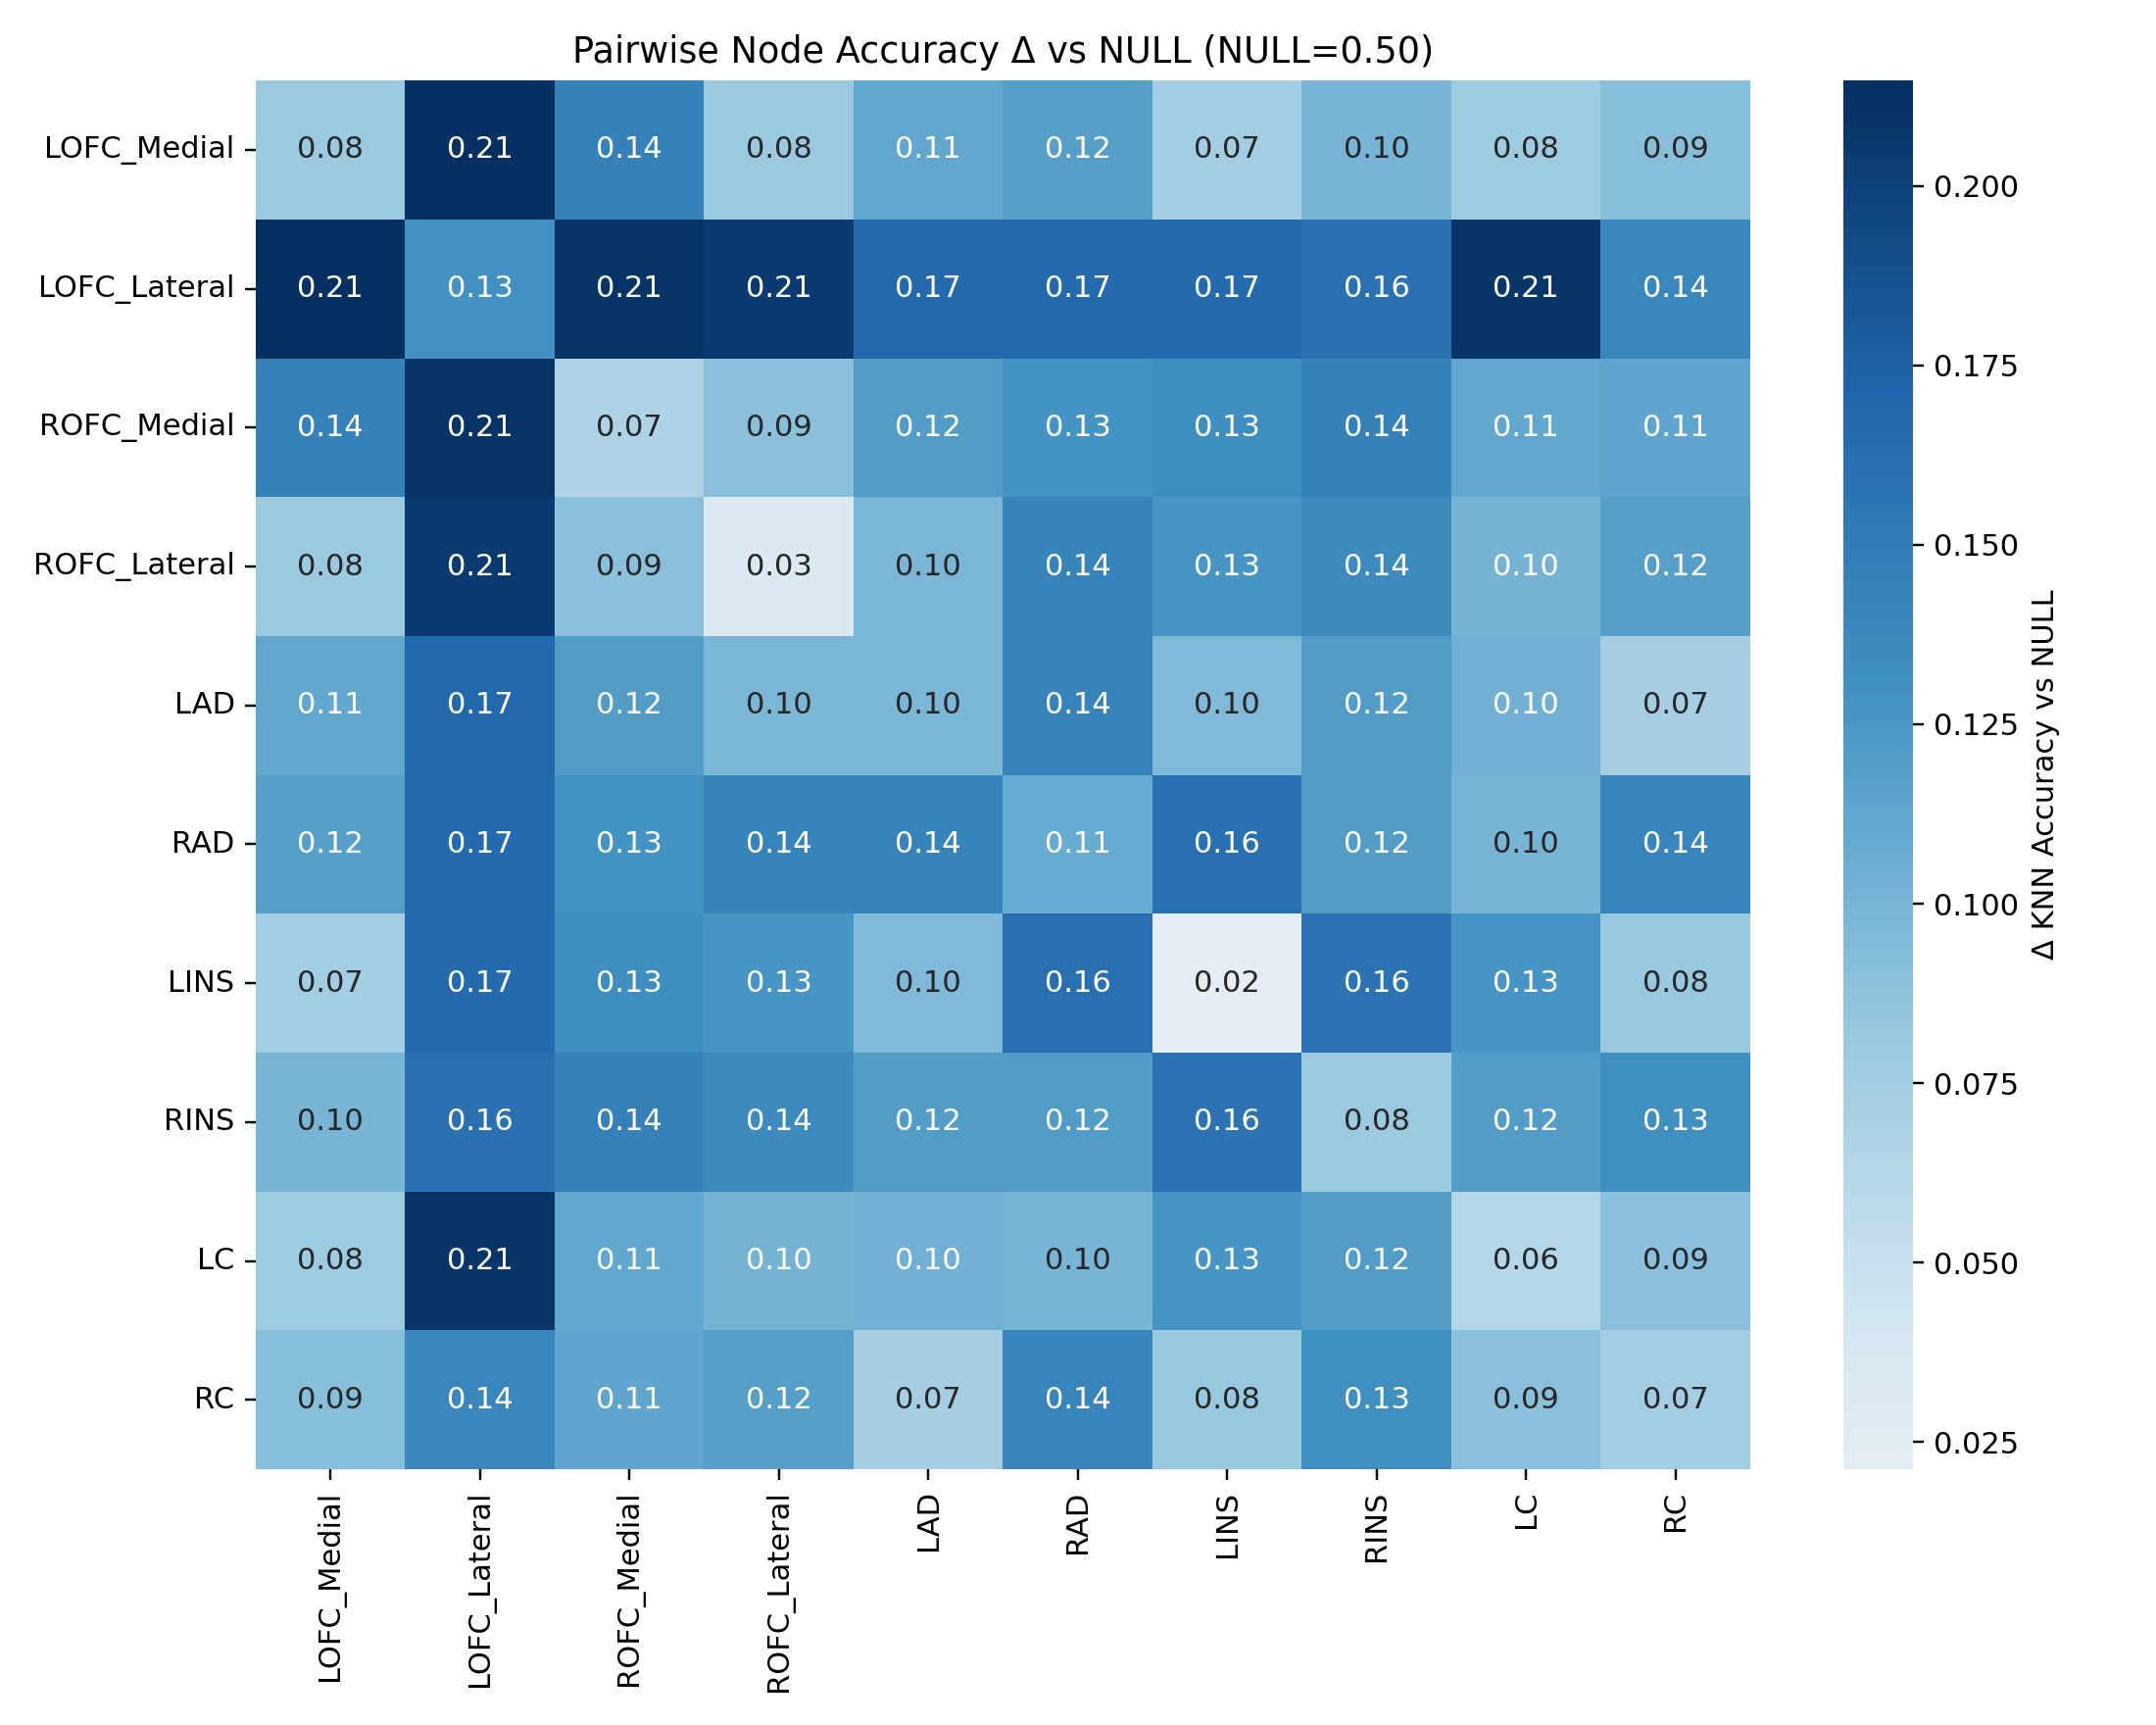 Pairwise Node Accuracy Δ vs NULL (NULL=0.50)
LOFC_Medial 0.08 0.21 0.14 0.08 0.11 0.12 0.07 0.10 0.08 0.09
LOFC_Lateral 0.21 0.13 0.21 0.21 0.17 0.17 0.17 0.16 0.21 0.14
ROFC_Medial 0.14 0.21 0.07 0.09 0.12 0.13 0.13 0.14 0.11 0.11
ROFC_Lateral 0.08 0.21 0.09 0.03 0.10 0.14 0.13 0.14 0.10 0.12
LAD 0.11 0.17 0.12 0.10 0.10 0.14 0.10 0.12 0.10 0.07
RAD 0.12 0.17 0.13 0.14 0.14 0.11 0.16 0.12 0.10 0.14
LINS 0.07 0.17 0.13 0.13 0.10 0.16 0.02 0.16 0.13 0.08
RINS 0.10 0.16 0.14 0.14 0.12 0.12 0.16 0.08 0.12 0.13
LC 0.08 0.21 0.11 0.10 0.10 0.10 0.13 0.12 0.06 0.09
RC 0.09 0.14 0.11 0.12 0.07 0.14 0.08 0.13 0.09 0.07
LOFC_Medial LOFC_Lateral ROFC_Medial ROFC_Lateral LAD RAD LINS RINS LC RC
0.200
0.175
0.150
0.125
0.100
0.075
0.050
0.025
Δ KNN Accuracy vs NULL